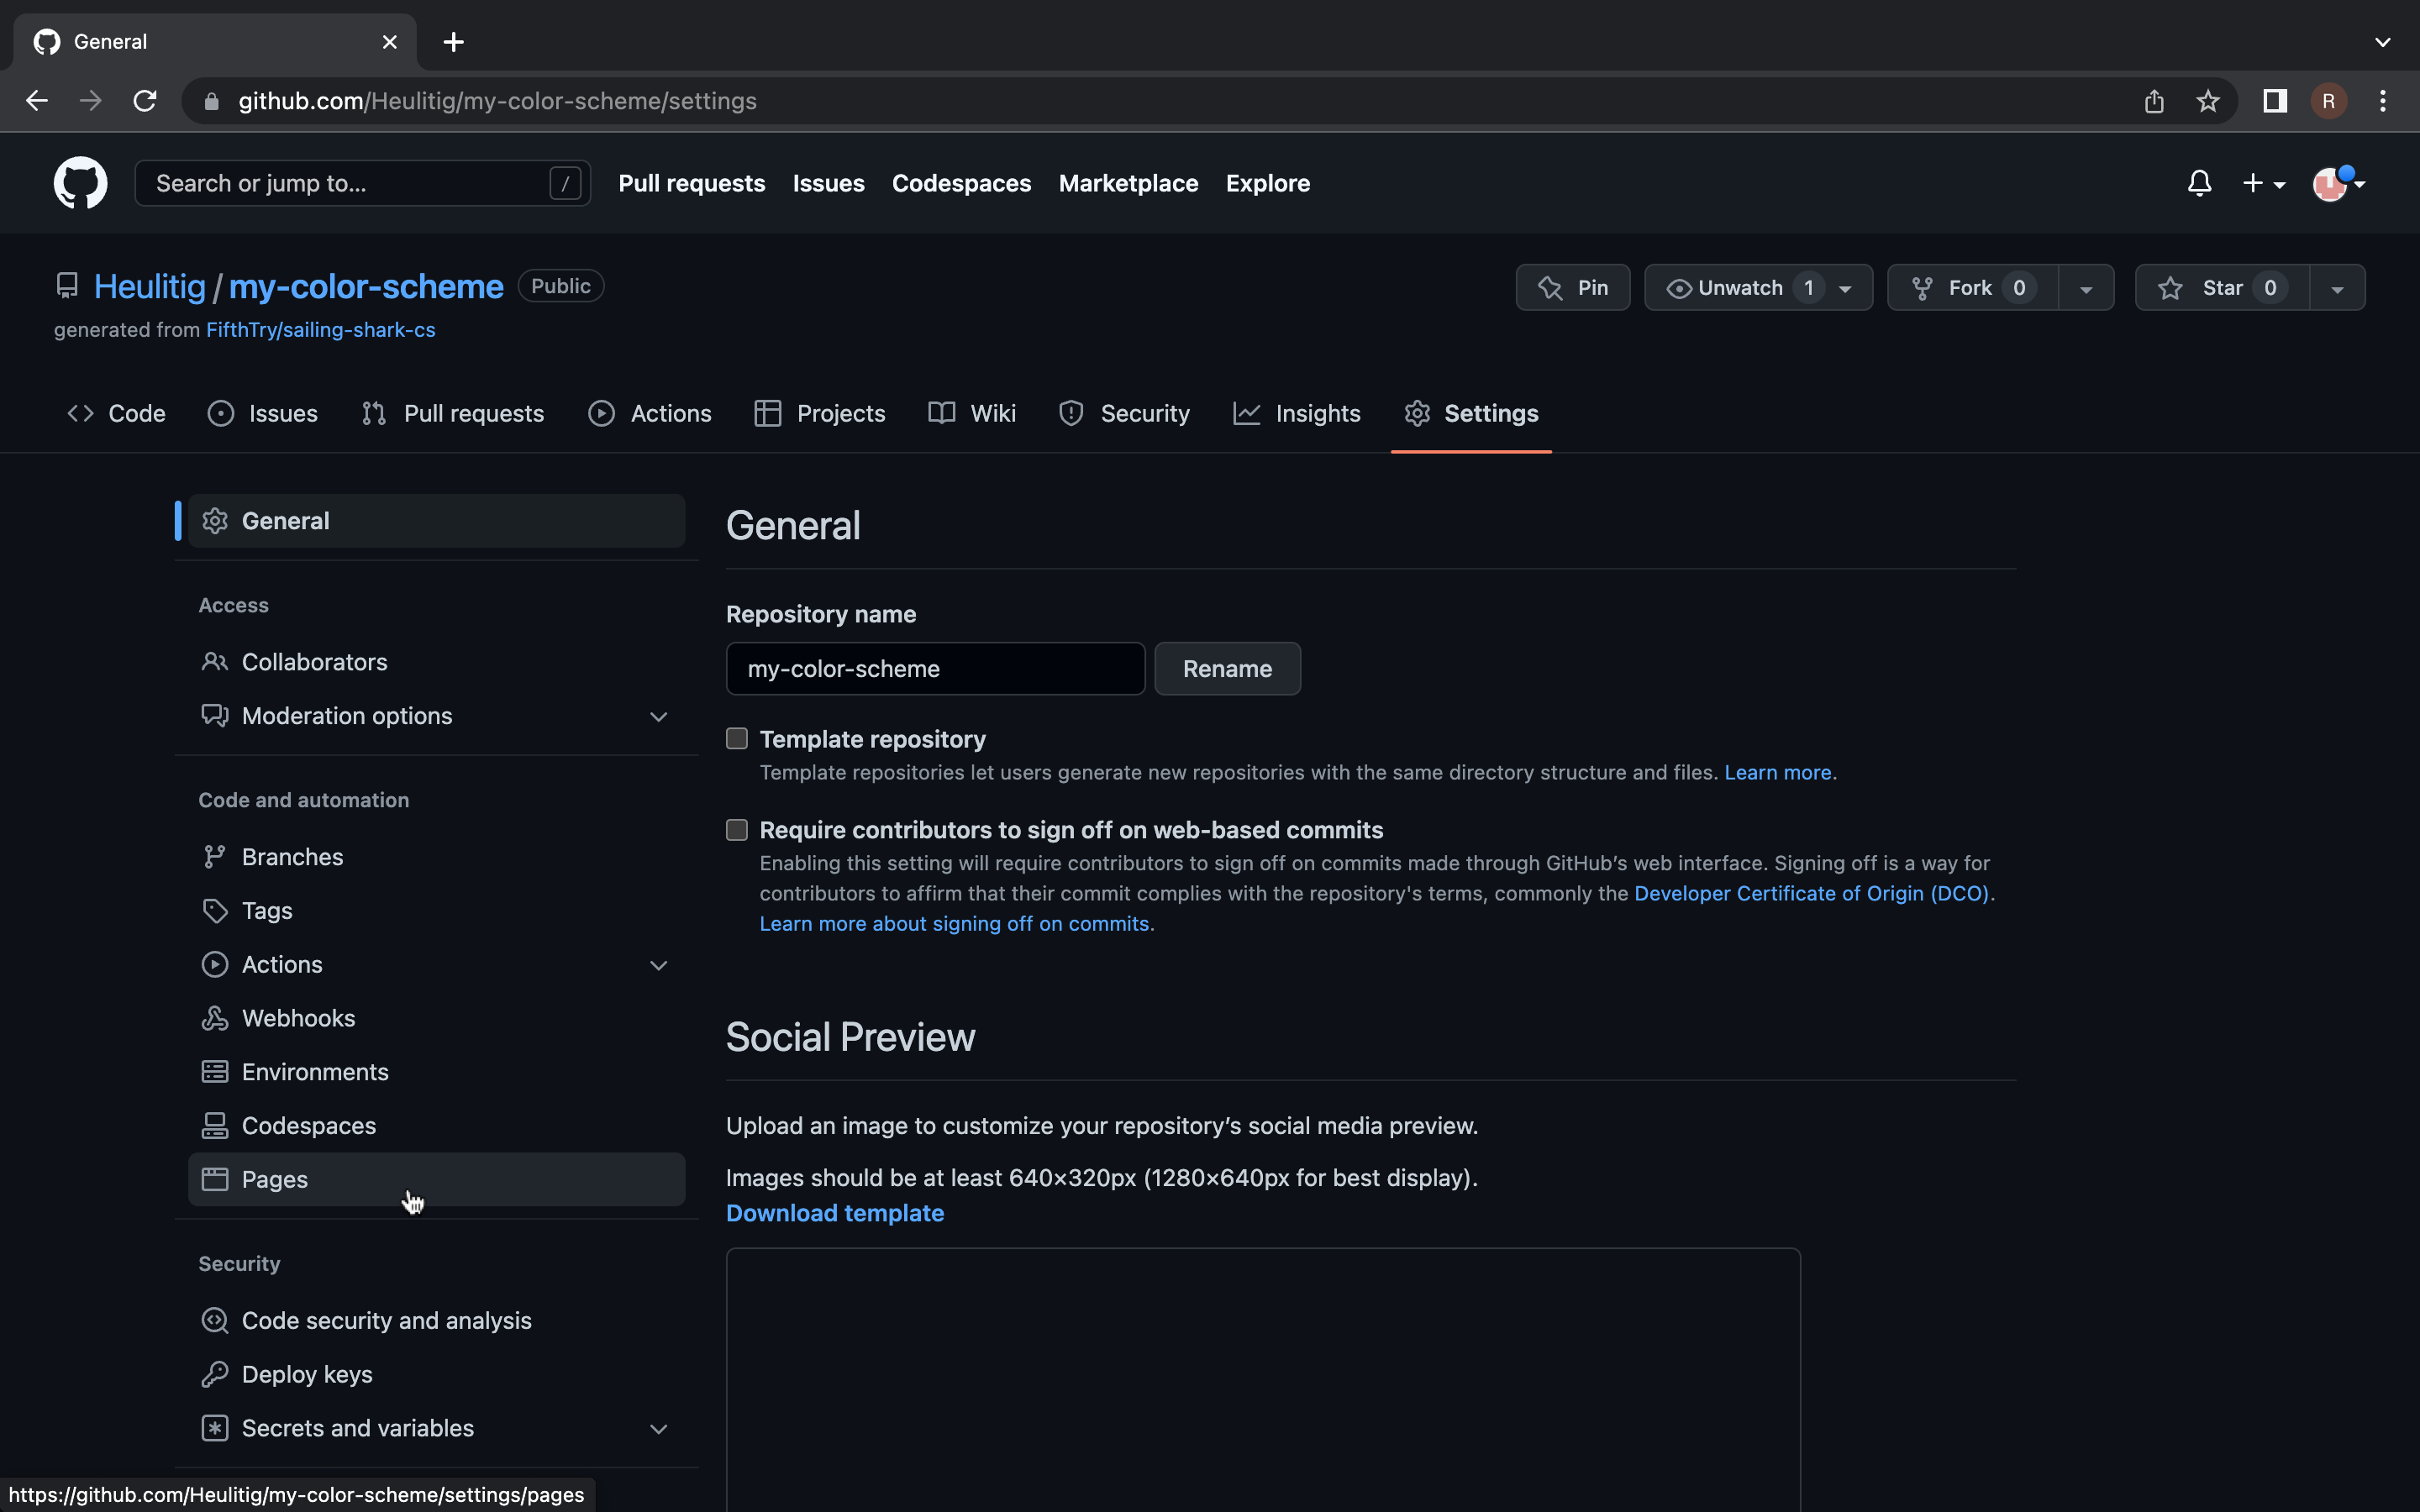 General
github.com/Heulitig/my-color-scheme/settings
R
Search or jump to... /
Pull requests Issues Codespaces Marketplace Explore
Heulitig / my-color-scheme Public
Pin Unwatch 1 Fork 0 Star 0
generated from FifthTry/sailing-shark-cs
Code Issues Pull requests Actions Projects Wiki Security Insights Settings
General
Access
Collaborators
Moderation options
Code and automation
Branches
Tags
Actions
Webhooks
Environments
Codespaces
Pages
Security
Code security and analysis
Deploy keys
Secrets and variables
General
Repository name
my-color-scheme Rename
Template repository
Template repositories let users generate new repositories with the same directory structure and files. Learn more.
Require contributors to sign off on web-based commits
Enabling this setting will require contributors to sign off on commits made through GitHub’s web interface. Signing off is a way for
contributors to affirm that their commit complies with the repository's terms, commonly the Developer Certificate of Origin (DCO).
Learn more about signing off on commits.
Social Preview
Upload an image to customize your repository’s social media preview.
Images should be at least 640×320px (1280×640px for best display).
Download template
https://github.com/Heulitig/my-color-scheme/settings/pages